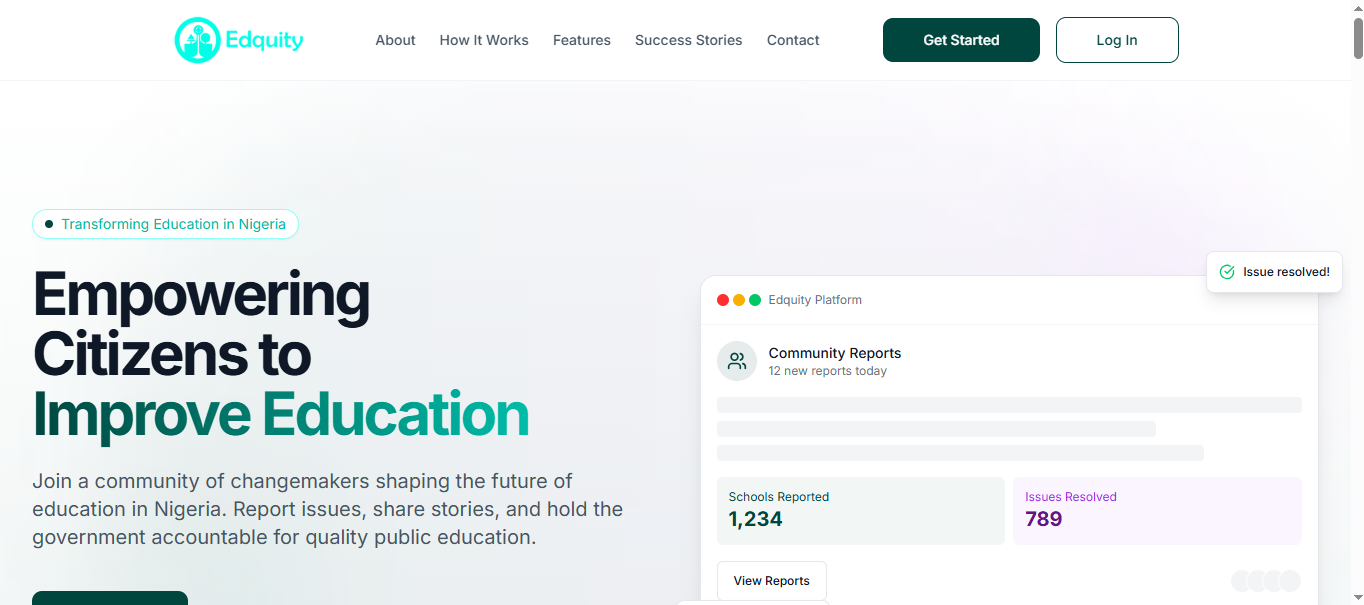 Edquity
About
How It Works
Features
Success Stories
Contact
Get Started
Log In
Transforming Education in Nigeria
Empowering
Citizens to
Improve Education
Join a community of changemakers shaping the future of
education in Nigeria. Report issues, share stories, and hold the
government accountable for quality public education.
Issue resolved!
Edquity Platform
Community Reports
12 new reports today
Schools Reported
1,234
Issues Resolved
789
View Reports